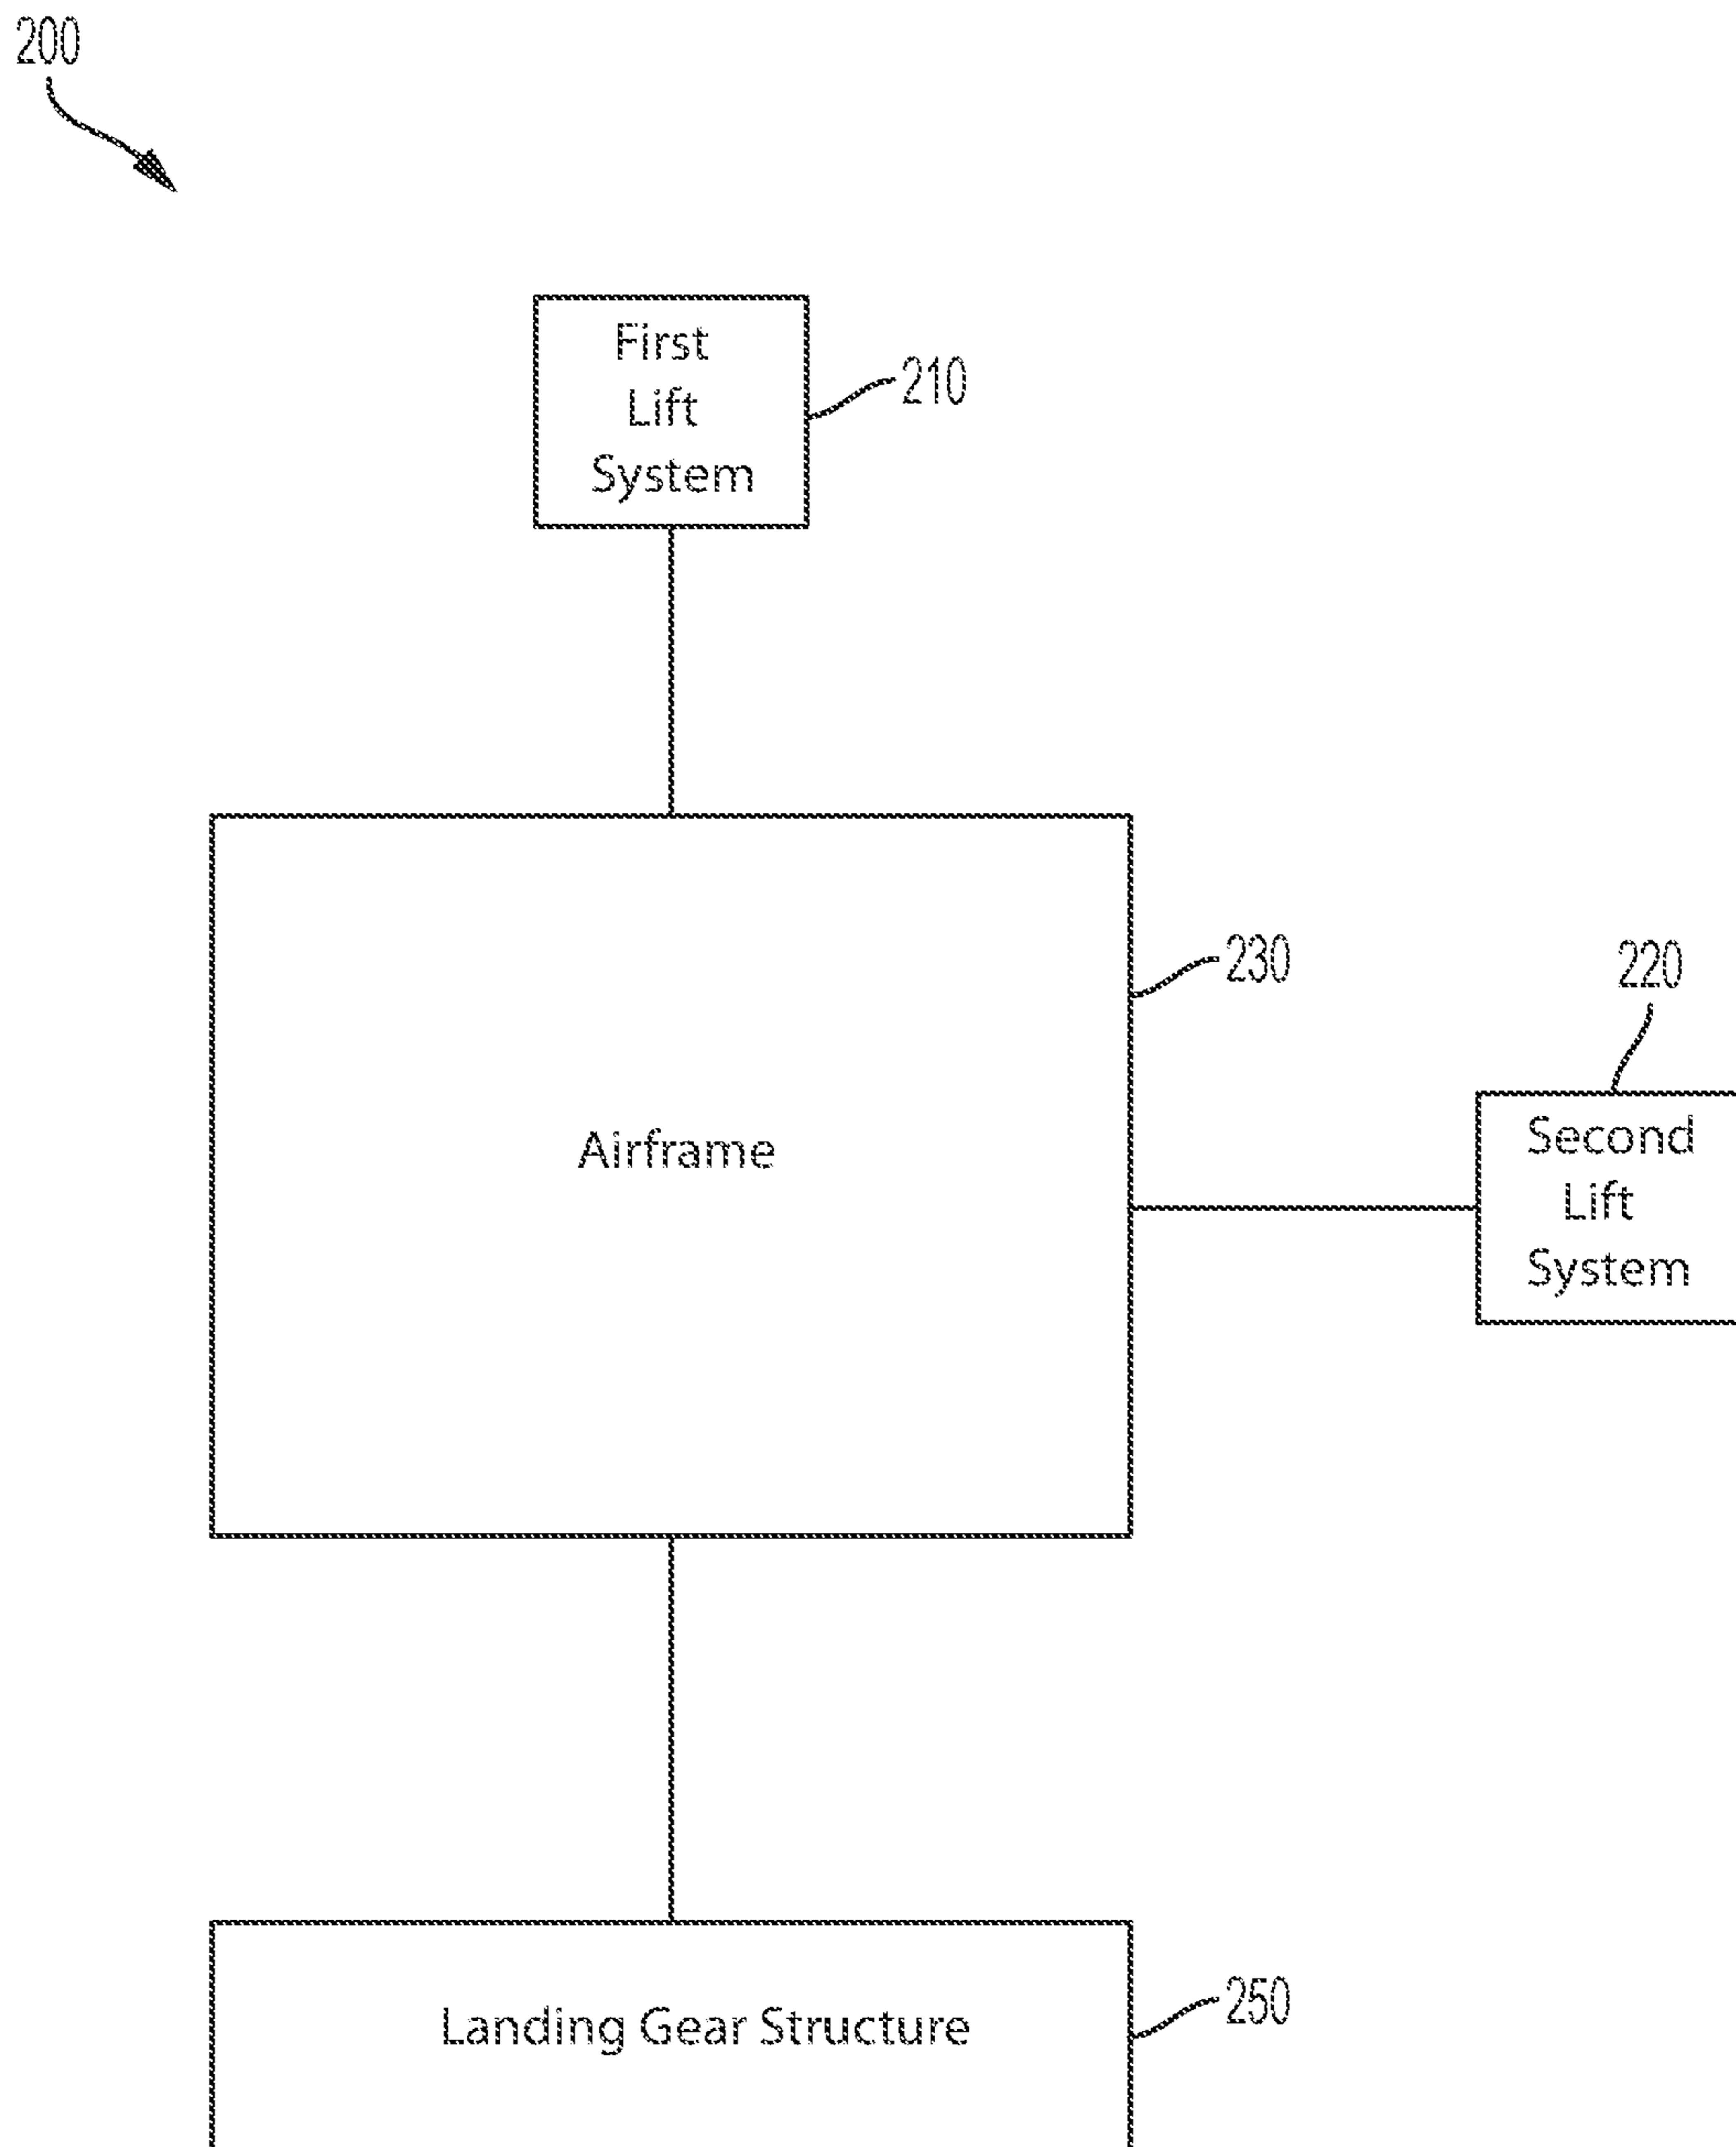 200
First
Lift
System
210
Airframe
230
220
Second
Lift
System
Landing Gear Structure
250